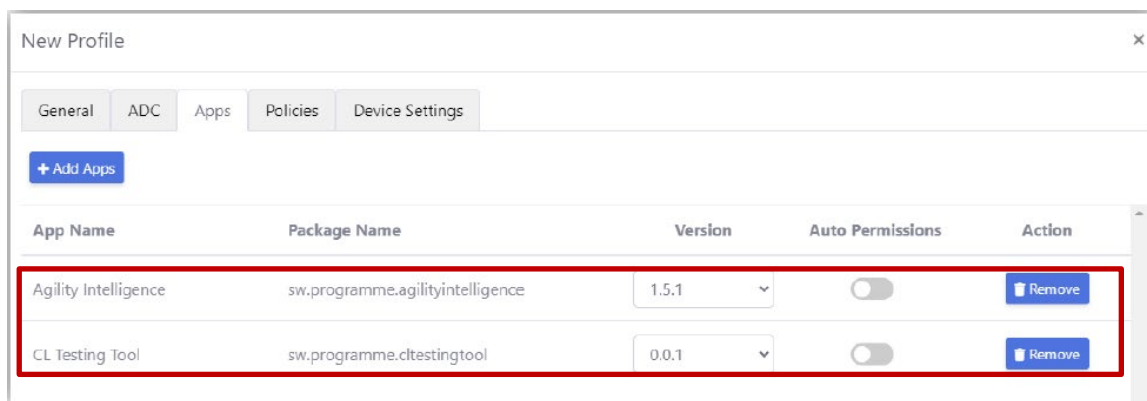 New Profile ×
General ADC Apps Policies Device Settings
+ Add Apps
App Name Package Name Version Auto Permissions Action
Agility Intelligence sw.programme.agilityintelligence 1.5.1 Remove
CL Testing Tool sw.programme.cltestingtool 0.0.1 Remove